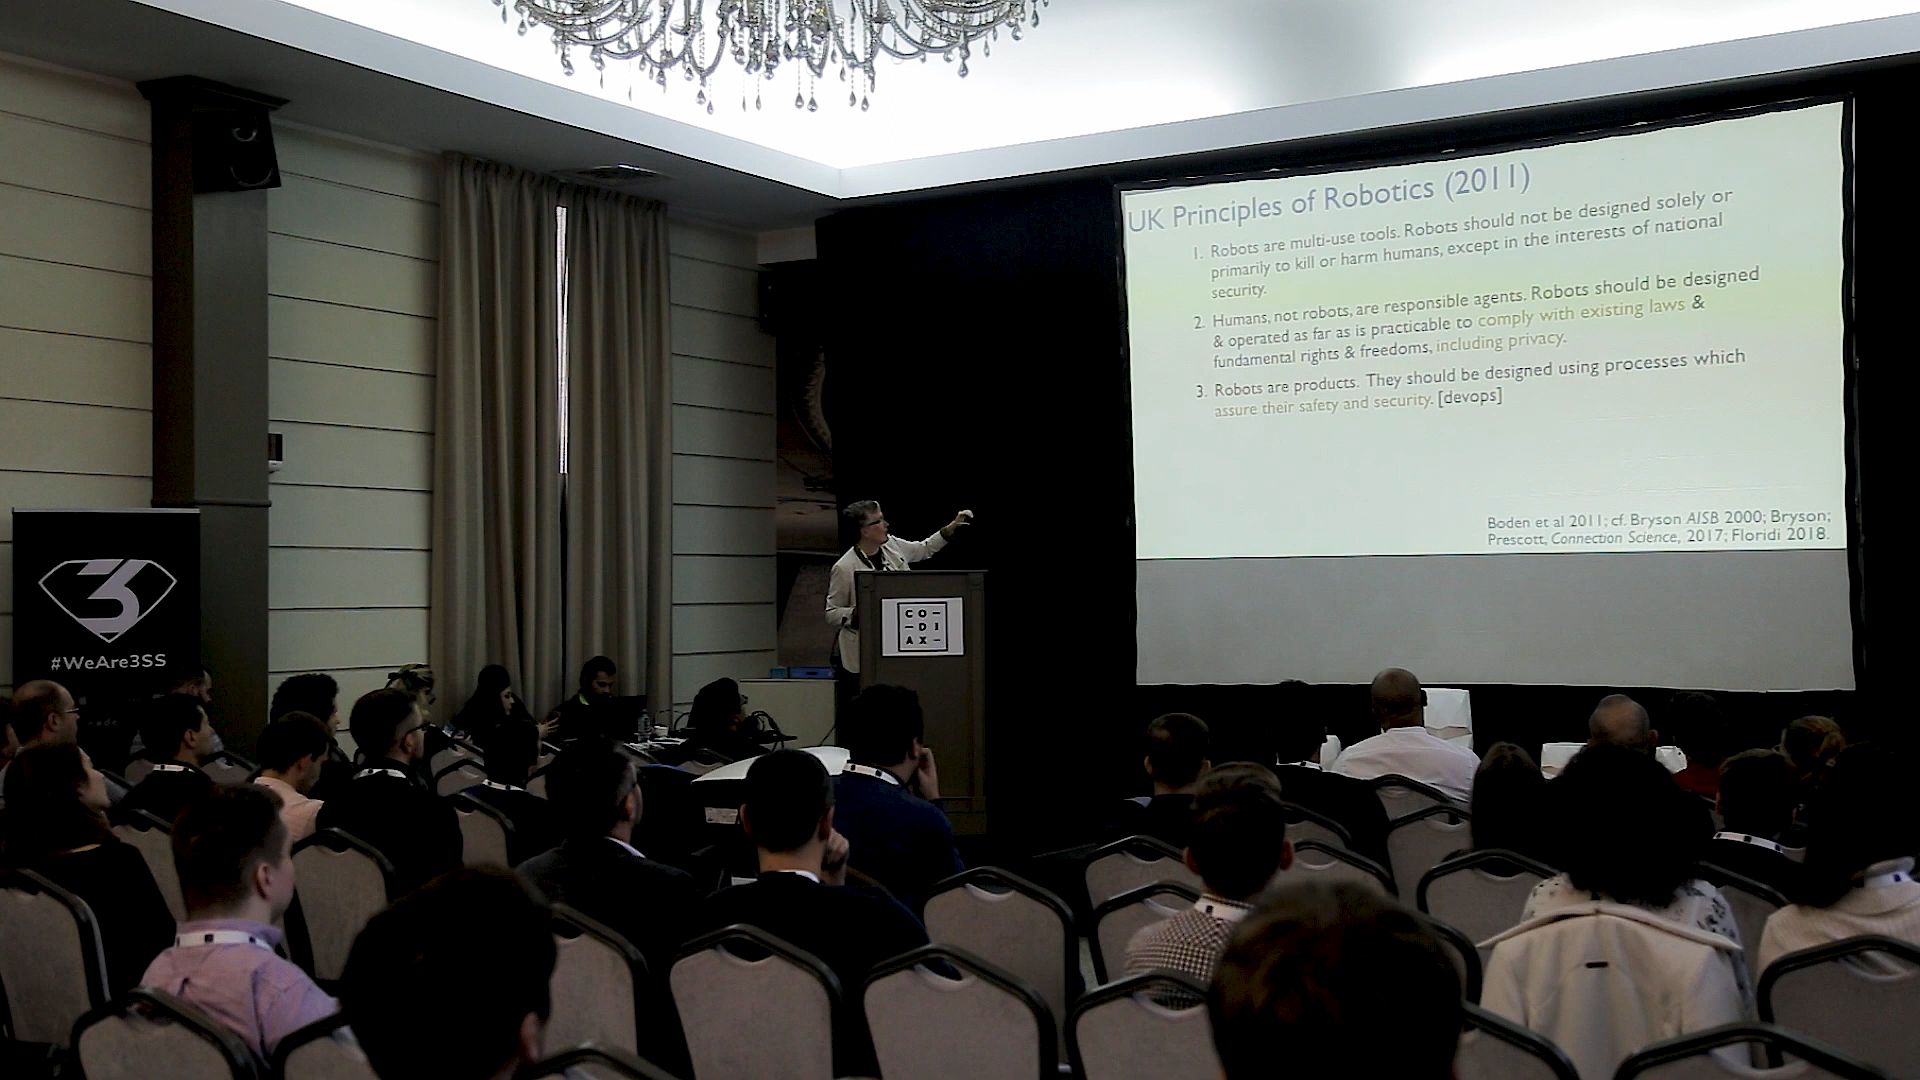 UK Principles of Robotics (2011)
1. Robots are multi-use tools. Robots should not be designed solely or
primarily to kill or harm humans, except in the interests of national
security.
2. Humans, not robots, are responsible agents. Robots should be designed
& operated as far as is practicable to comply with existing laws &
fundamental rights & freedoms, including privacy.
3. Robots are products. They should be designed using processes which
assure their safety and security. [devops]
Boden et al 2011; cf. Bryson AISB 2000; Bryson;
Prescott, Connection Science, 2017; Floridi 2018.
CO–
–DI
AX–
3
#WeAre3SS